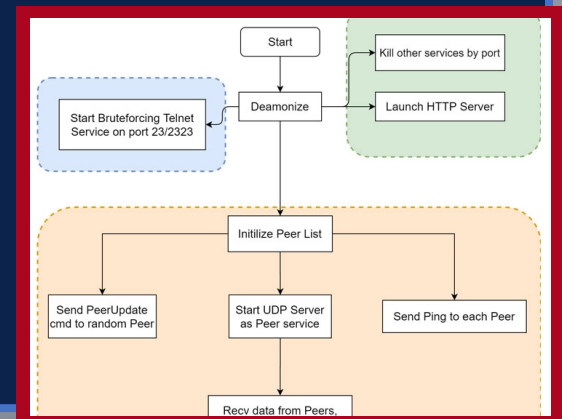 Start
Kill other services by port
Deamonize
Launch HTTP Server
Start Bruteforcing Telnet
Service on port 23/2323
Initilize Peer List
Send PeerUpdate
cmd to random Peer
Start UDP Server
as Peer service
Send Ping to each Peer
Recv data from Peers,